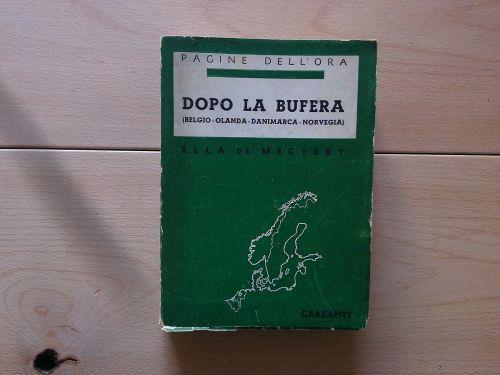 PAGINE DELL'ORA
DOPO LA BUFERA
(BELGIO - OLANDA - DANIMARCA - NORVEGIA)
ELLA DE MEGYERY
GARZANTI